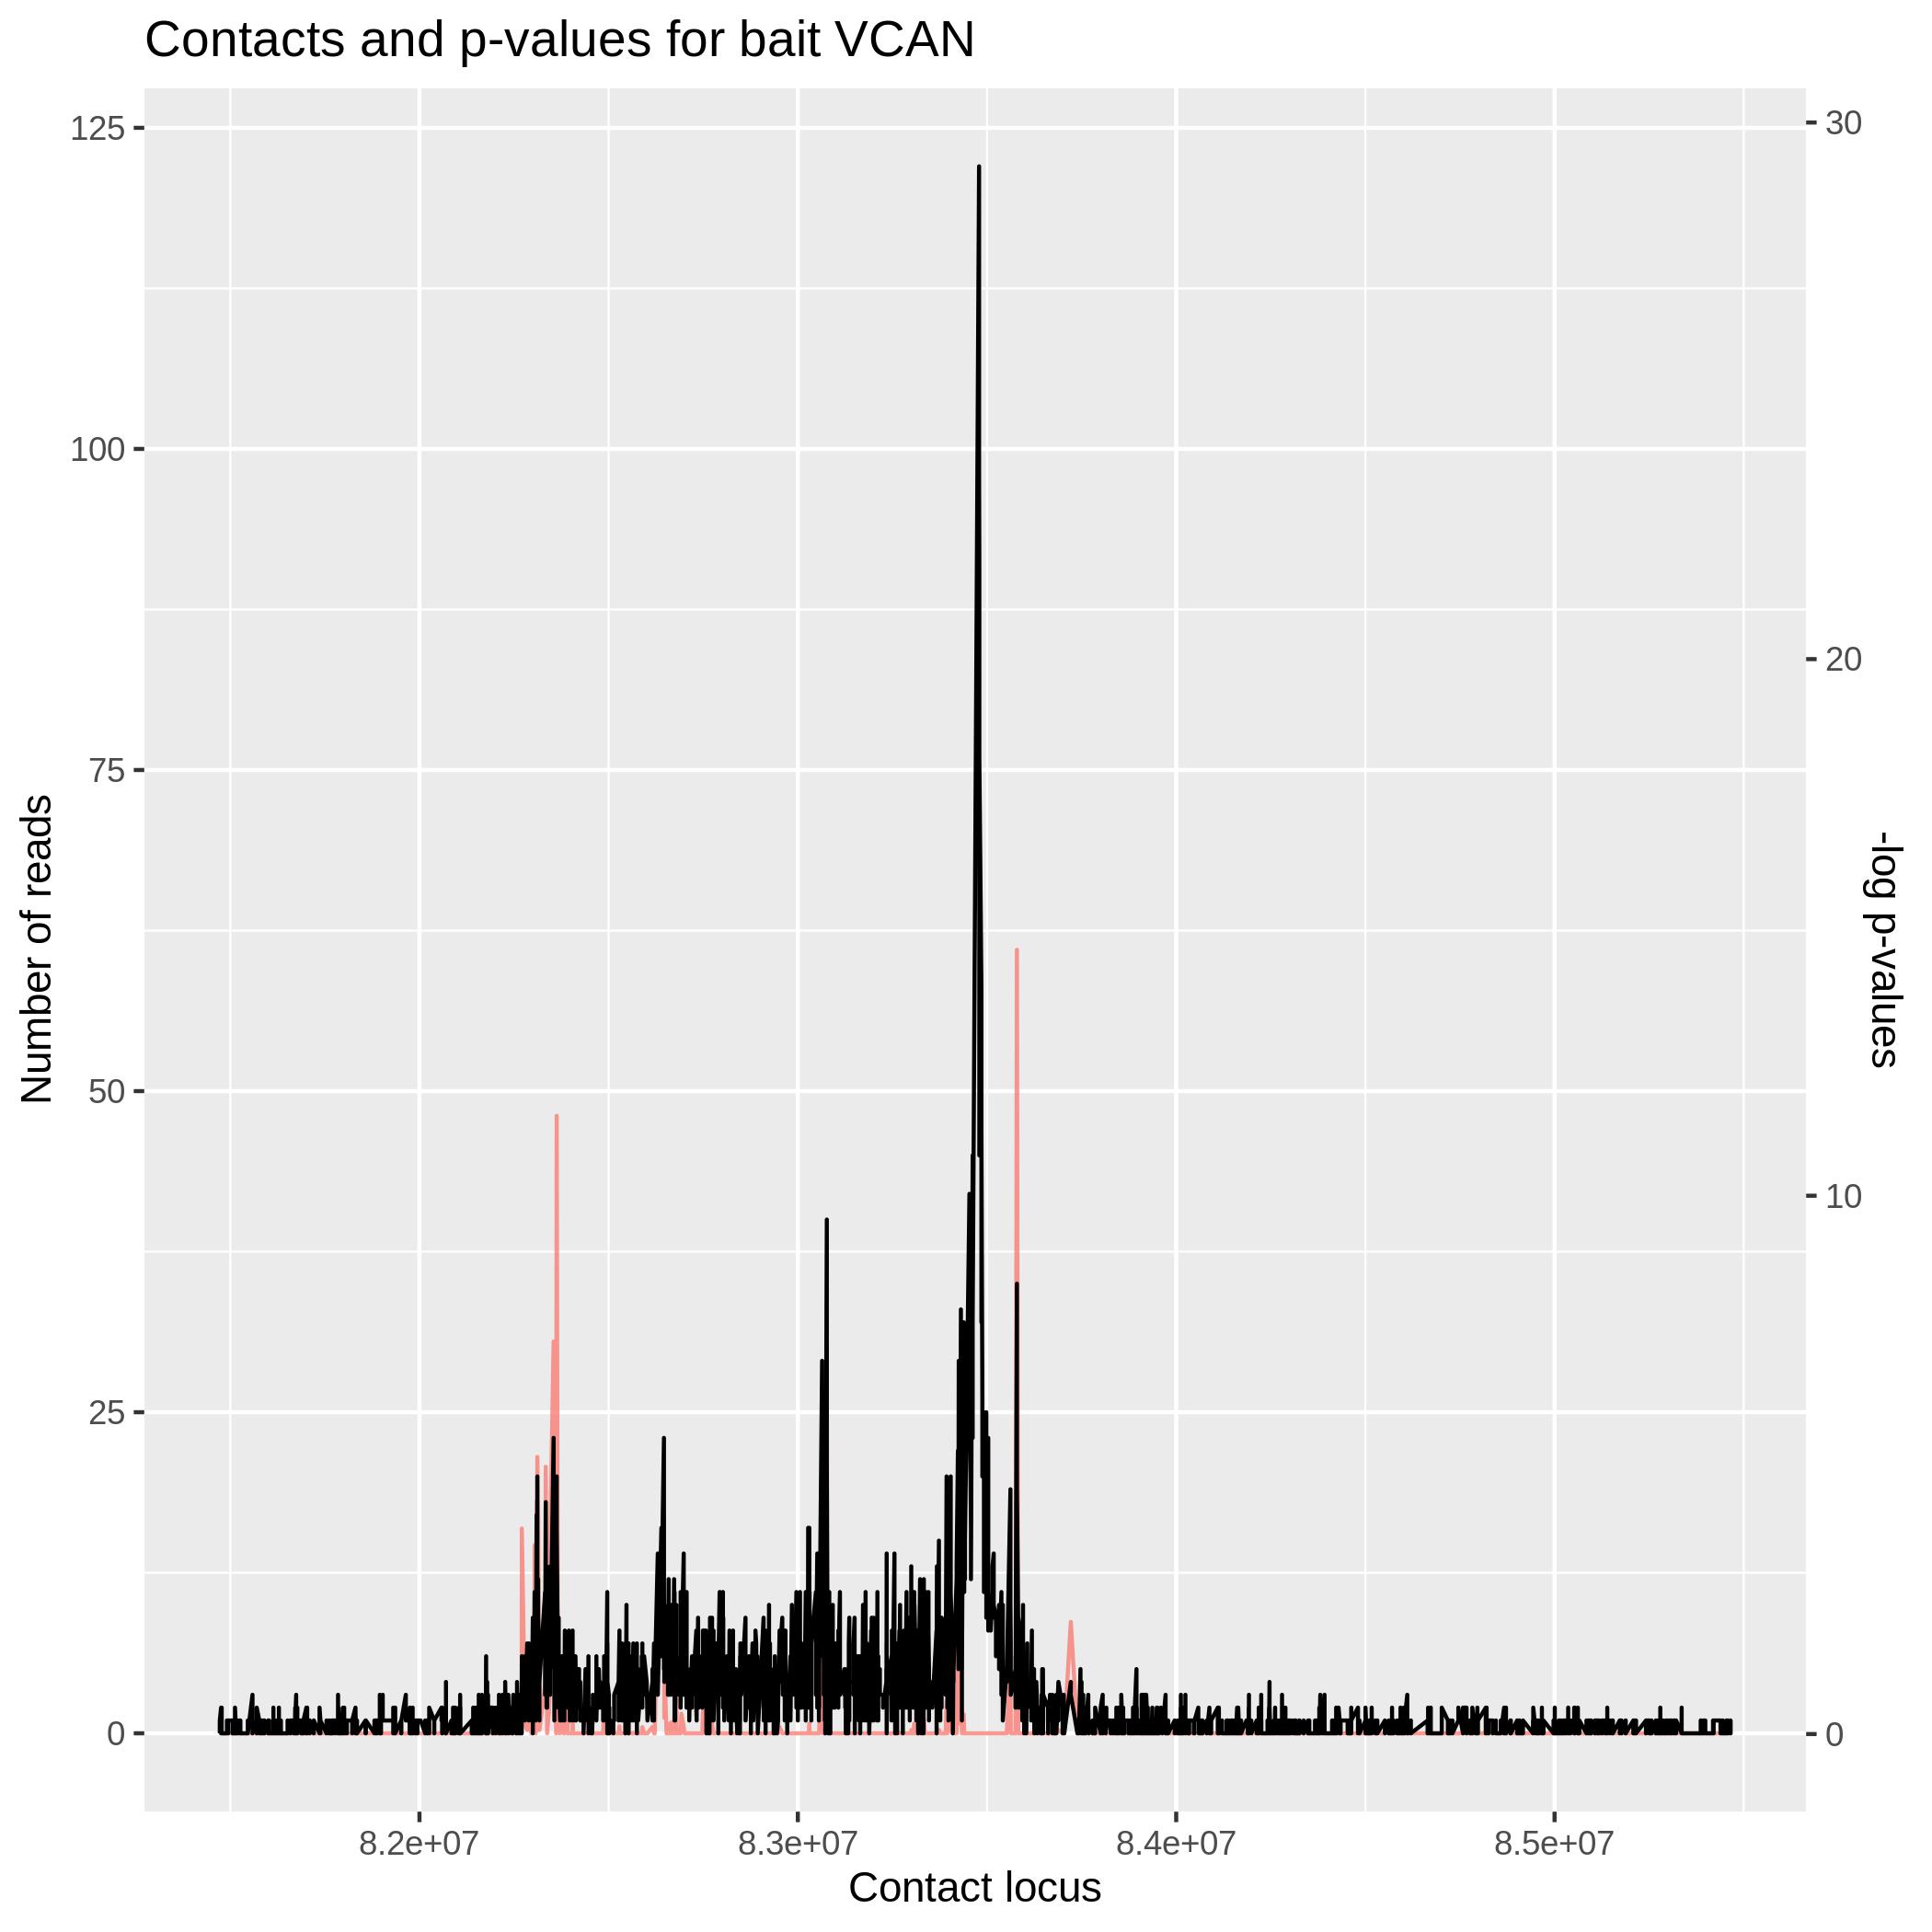 Contacts and p-values for bait VCAN
125
100
75
50
25
0
Number of reads
30
20
10
0
-log p-values
8.2e+07
8.3e+07
8.4e+07
8.5e+07
Contact locus